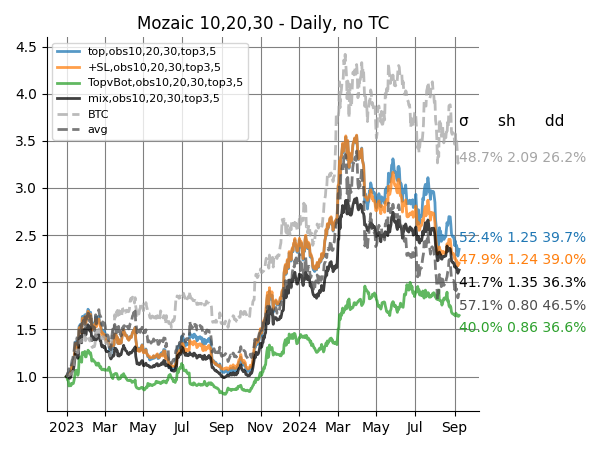 Mozaic 10,20,30 - Daily, no TC
top,obs10,20,30,top3,5
+SL,obs10,20,30,top3,5
TopvBot,obs10,20,30,top3,5
mix,obs10,20,30,top3,5
BTC
avg
4.5
4.0
3.5
3.0
2.5
2.0
1.5
1.0
σ sh dd
48.7% 2.09 26.2%
52.4% 1.25 39.7%
47.9% 1.24 39.0%
41.7% 1.35 36.3%
57.1% 0.80 46.5%
40.0% 0.86 36.6%
2023 Mar May Jul Sep Nov 2024 Mar May Jul Sep